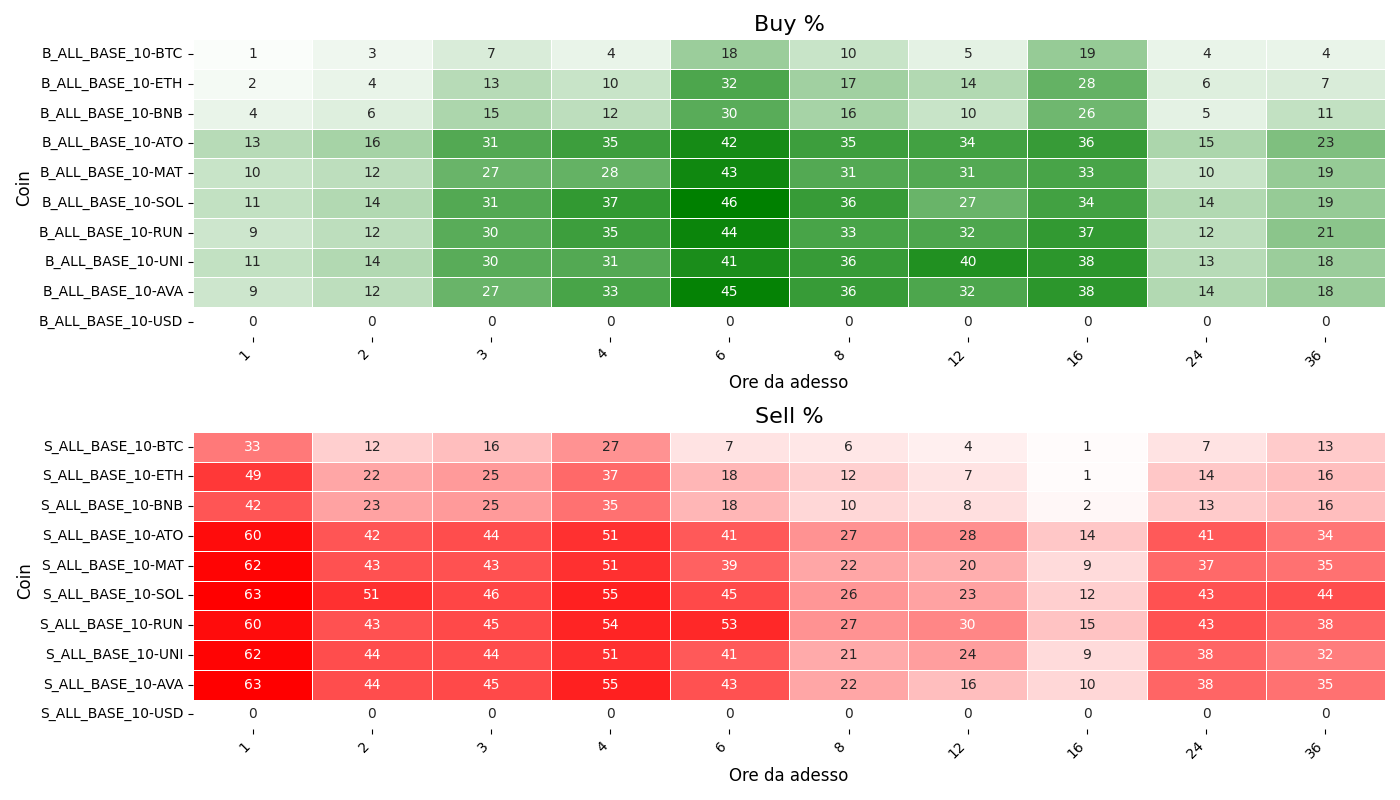 Buy %
Coin
B_ALL_BASE_10-BTC 1 3 7 4 18 10 5 19 4 4
B_ALL_BASE_10-ETH 2 4 13 10 32 17 14 28 6 7
B_ALL_BASE_10-BNB 4 6 15 12 30 16 10 26 5 11
B_ALL_BASE_10-ATO 13 16 31 35 42 35 34 36 15 23
B_ALL_BASE_10-MAT 10 12 27 28 43 31 31 33 10 19
B_ALL_BASE_10-SOL 11 14 31 37 46 36 27 34 14 19
B_ALL_BASE_10-RUN 9 12 30 35 44 33 32 37 12 21
B_ALL_BASE_10-UNI 11 14 30 31 41 36 40 38 13 18
B_ALL_BASE_10-AVA 9 12 27 33 45 36 32 38 14 18
B_ALL_BASE_10-USD 0 0 0 0 0 0 0 0 0 0
1 2 3 4 6 8 12 16 24 36
Ore da adesso
Sell %
Coin
S_ALL_BASE_10-BTC 33 12 16 27 7 6 4 1 7 13
S_ALL_BASE_10-ETH 49 22 25 37 18 12 7 1 14 16
S_ALL_BASE_10-BNB 42 23 25 35 18 10 8 2 13 16
S_ALL_BASE_10-ATO 60 42 44 51 41 27 28 14 41 34
S_ALL_BASE_10-MAT 62 43 43 51 39 22 20 9 37 35
S_ALL_BASE_10-SOL 63 51 46 55 45 26 23 12 43 44
S_ALL_BASE_10-RUN 60 43 45 54 53 27 30 15 43 38
S_ALL_BASE_10-UNI 62 44 44 51 41 21 24 9 38 32
S_ALL_BASE_10-AVA 63 44 45 55 43 22 16 10 38 35
S_ALL_BASE_10-USD 0 0 0 0 0 0 0 0 0 0
1 2 3 4 6 8 12 16 24 36
Ore da adesso